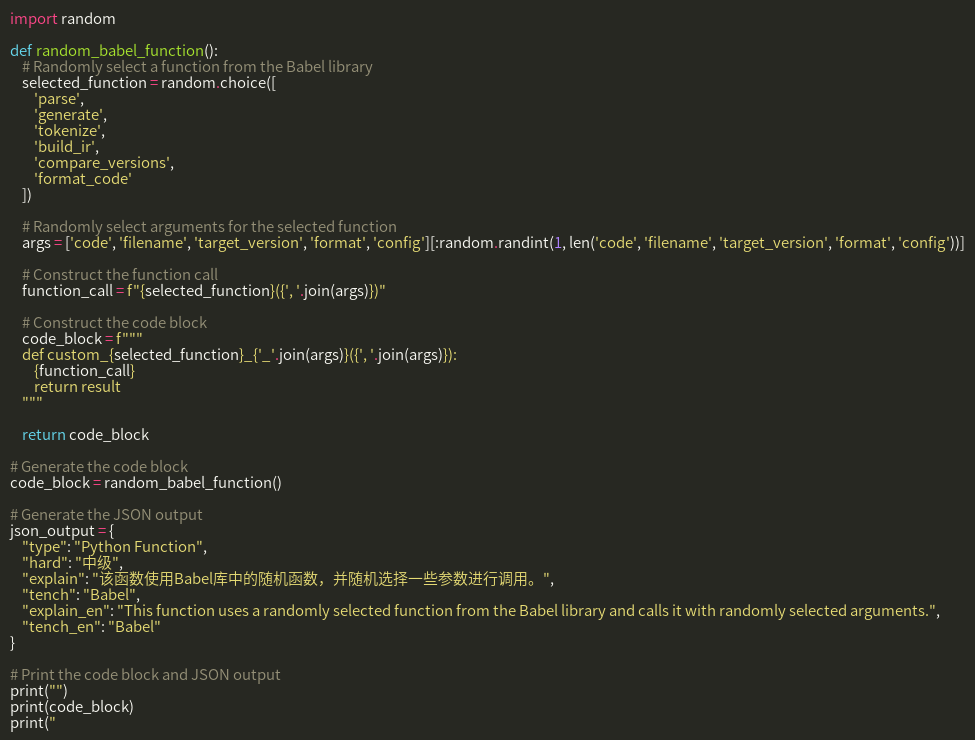 import random

def random_babel_function():
    # Randomly select a function from the Babel library
    selected_function = random.choice([
        'parse',
        'generate',
        'tokenize',
        'build_ir',
        'compare_versions',
        'format_code'
    ])

    # Randomly select arguments for the selected function
    args = ['code', 'filename', 'target_version', 'format', 'config'][:random.randint(1, len('code', 'filename', 'target_version', 'format', 'config'))]

    # Construct the function call
    function_call = f"{selected_function}({', '.join(args)})"

    # Construct the code block
    code_block = f"""
    def custom_{selected_function}_{'_'.join(args)}({', '.join(args)}):
        {function_call}
        return result
    """

    return code_block

# Generate the code block
code_block = random_babel_function()

# Generate the JSON output
json_output = {
    "type": "Python Function",
    "hard": "中级",
    "explain": "该函数使用Babel库中的随机函数，并随机选择一些参数进行调用。",
    "tench": "Babel",
    "explain_en": "This function uses a randomly selected function from the Babel library and calls it with randomly selected arguments.",
    "tench_en": "Babel"
}

# Print the code block and JSON output
print("")
print(code_block)
print("